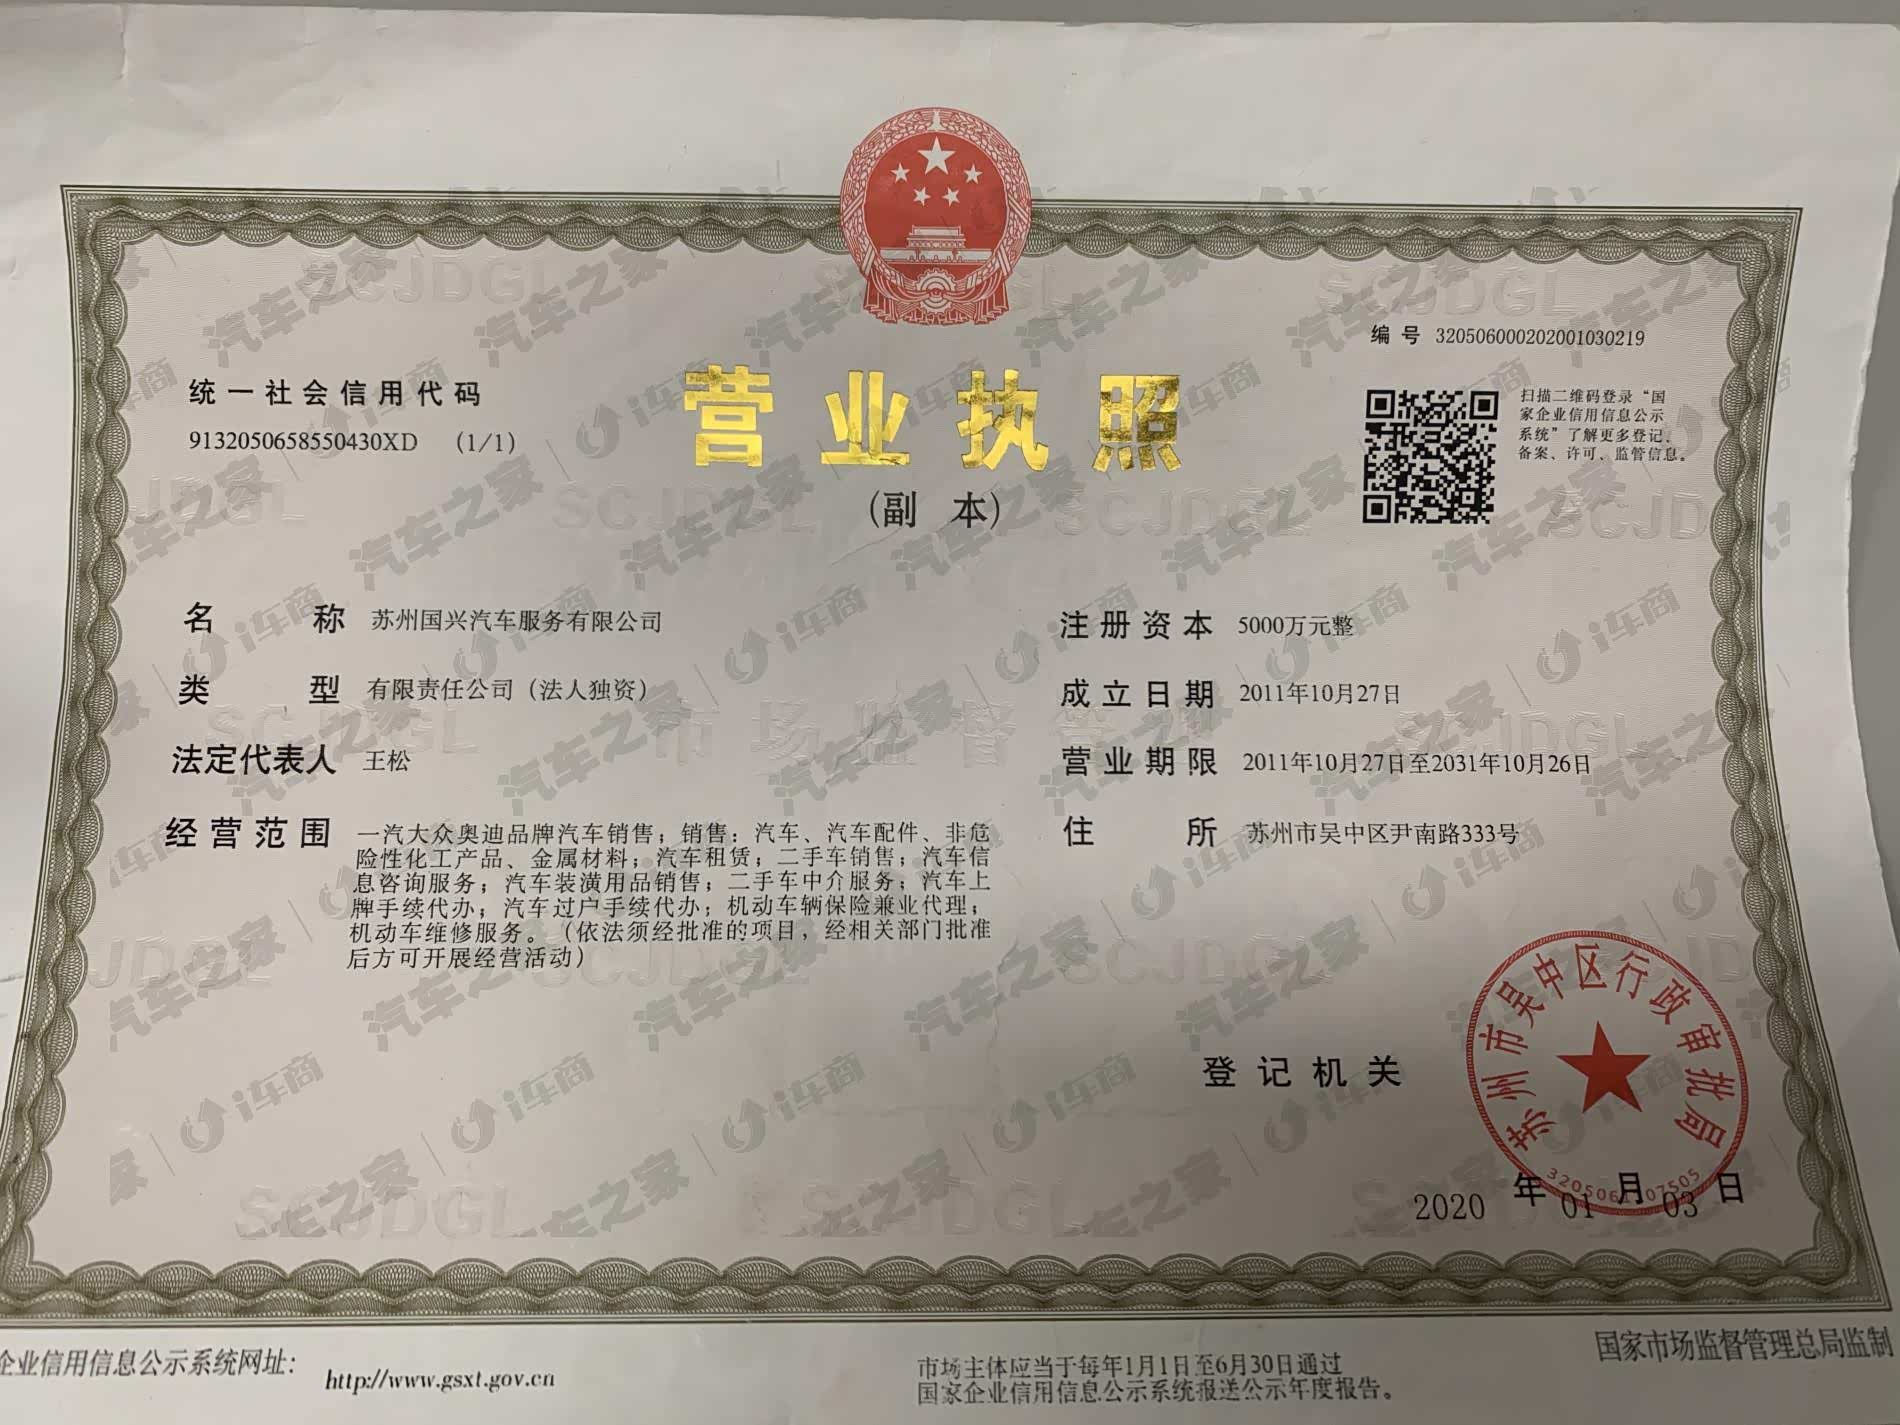 编号 320506000202001030219
统一社会信用代码
9132050658550430XD (1/1)
营业执照
(副 本)
扫描二维码登录“国
家企业信用信息公示
系统”了解更多登记、
备案、许可、监管信息。
名称 苏州国兴汽车服务有限公司
类型 有限责任公司(法人独资)
法定代表人 王松
经营范围 一汽大众奥迪品牌汽车销售;销售:汽车、汽车配件、非危
险性化工产品、金属材料;汽车租赁;二手车销售;汽车信
息咨询服务;汽车装潢用品销售;二手车中介服务;汽车上
牌手续代办;汽车过户手续代办;机动车辆保险兼业代理;
机动车维修服务。(依法须经批准的项目,经相关部门批准
后方可开展经营活动)
注册资本 5000万元整
成立日期 2011年10月27日
营业期限 2011年10月27日至2031年10月26日
住所 苏州市吴中区尹南路333号
登记机关
苏州市吴中区行政审批局
2020 年 01 月 03 日
企业信用信息公示系统网址:
http://www.gsxt.gov.cn
市场主体应当于每年1月1日至6月30日通过
国家企业信用信息公示系统报送公示年度报告。
国家市场监督管理总局监制
汽车之家 i车商
SCJDGL